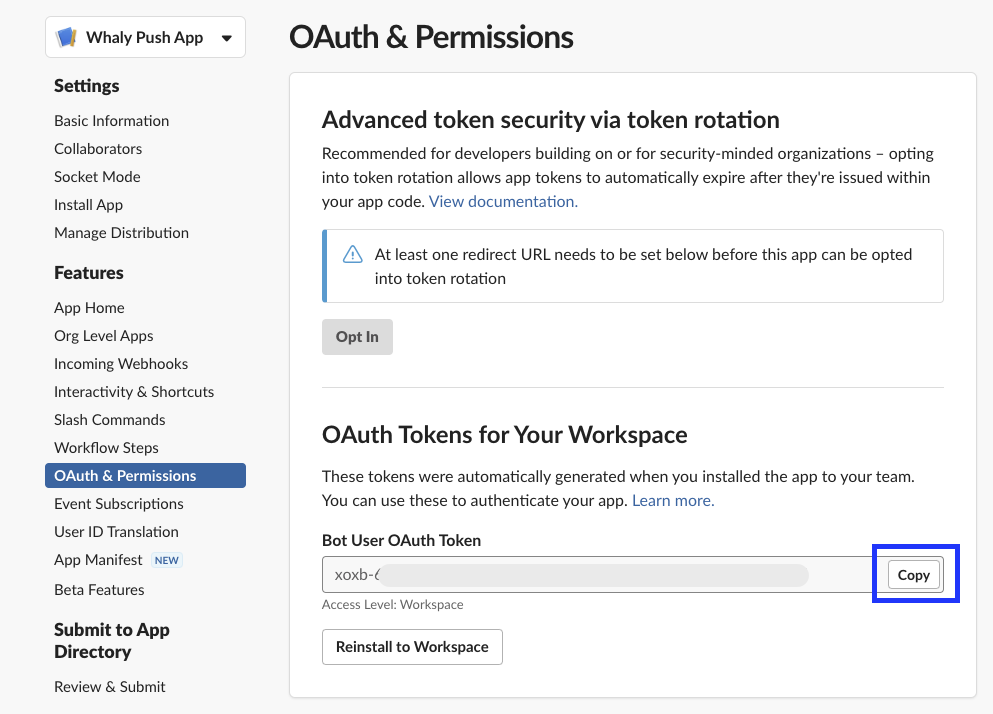 Whaly Push App
Settings
Basic Information
Collaborators
Socket Mode
Install App
Manage Distribution
Features
App Home
Org Level Apps
Incoming Webhooks
Interactivity & Shortcuts
Slash Commands
Workflow Steps
OAuth & Permissions
Event Subscriptions
User ID Translation
App Manifest NEW
Beta Features
Submit to App
Directory
Review & Submit
OAuth & Permissions
Advanced token security via token rotation
Recommended for developers building on or for security-minded organizations – opting
into token rotation allows app tokens to automatically expire after they're issued within
your app code. View documentation.
At least one redirect URL needs to be set below before this app can be opted
into token rotation
Opt In
OAuth Tokens for Your Workspace
These tokens were automatically generated when you installed the app to your team.
You can use these to authenticate your app. Learn more.
Bot User OAuth Token
xoxb-
Copy
Access Level: Workspace
Reinstall to Workspace